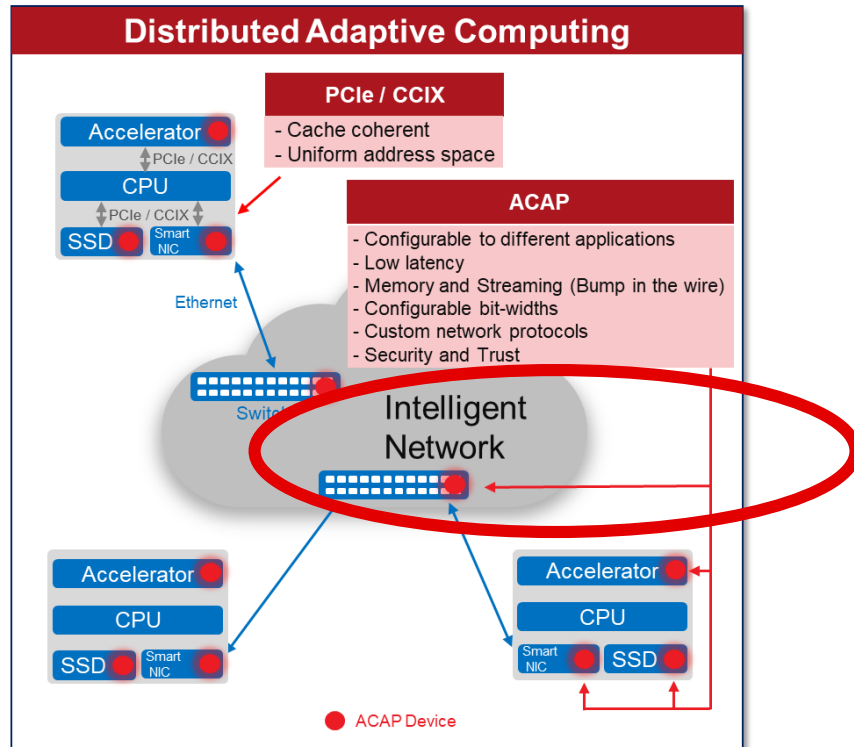 Distributed Adaptive Computing
PCIe / CCIX
- Cache coherent
- Uniform address space
Accelerator
PCIe / CCIX
CPU
PCIe / CCIX
SSD
Smart
NIC
ACAP
- Configurable to different applications
- Low latency
- Memory and Streaming (Bump in the wire)
- Configurable bit-widths
- Custom network protocols
- Security and Trust
Ethernet
Intelligent
Network
Accelerator
CPU
SSD
Smart
NIC
Accelerator
CPU
Smart
NIC
SSD
ACAP Device